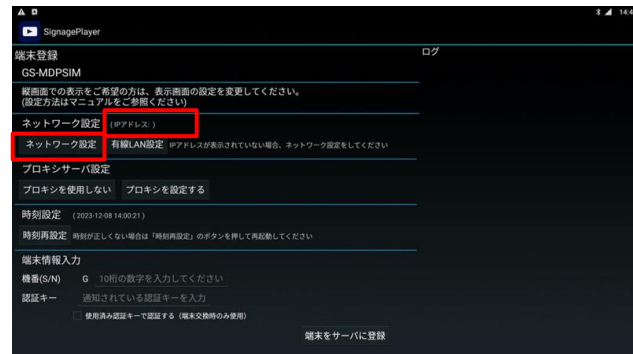 14:4
SignagePlayer
端末登録
ログ
GS-MDPSIM
縦画面での表示をご希望の方は、表示画面の設定を変更してください。
(設定方法はマニュアルをご参照ください)
ネットワーク設定 (IPアドレス: )
ネットワーク設定 有線LAN設定 IPアドレスが表示されていない場合、ネットワーク設定をしてください
プロキシサーバ設定
プロキシを使用しない プロキシを設定する
時刻設定 (2023-12-08 14:00:21)
時刻再設定 時刻が正しくない場合は「時刻再設定」のボタンを押して再起動してください
端末情報入力
機番(S/N) G 10桁の数字を入力してください
認証キー 通知されている認証キーを入力
使用済み認証キーで認証する（端末交換時のみ使用）
端末をサーバに登録